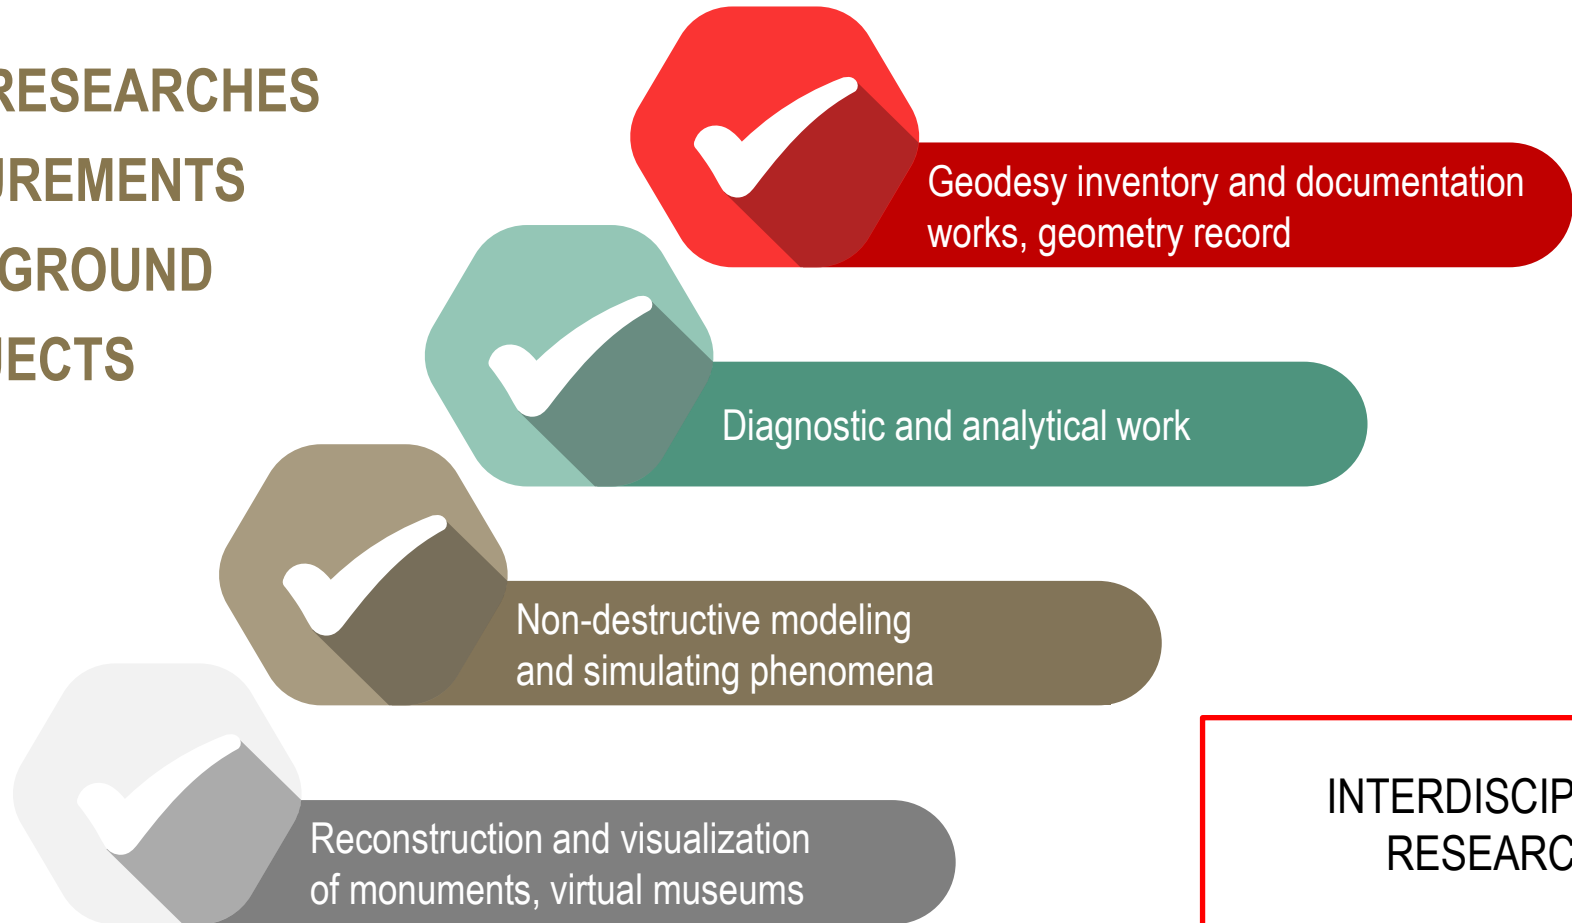 RESEARCHES
UREMENTS
GROUND
JECTS
Geodesy inventory and documentation
works, geometry record
Diagnostic and analytical work
Non-destructive modeling
and simulating phenomena
Reconstruction and visualization
of monuments, virtual museums
INTERDISCIP
RESEARC